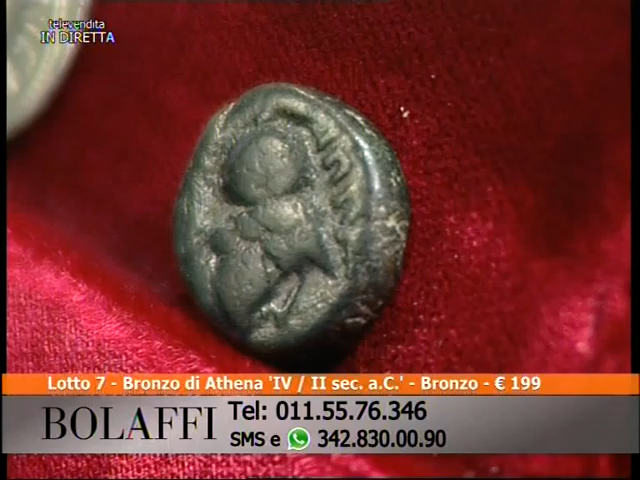 televendita
IN DIRETTA
Lotto 7 - Bronzo di Athena 'IV / II sec. a.C.' - Bronzo - € 199
BOLAFFI
Tel: 011.55.76.346
SMS e 342.830.00.90